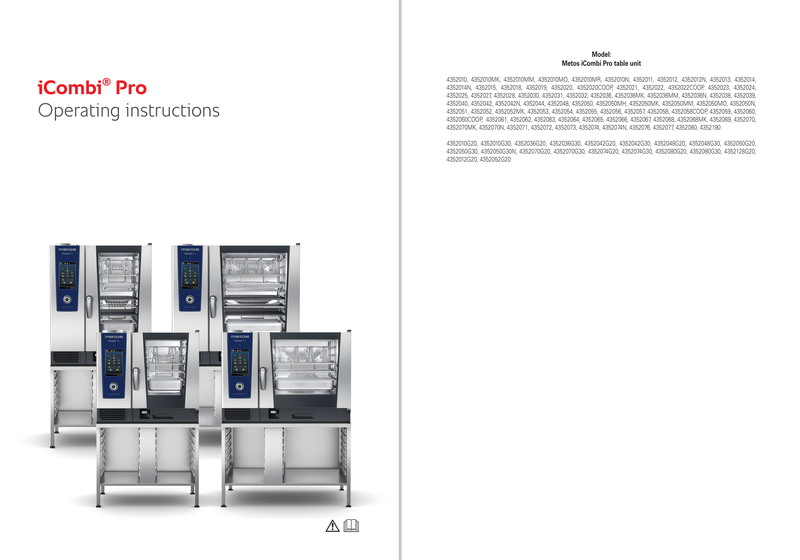 iCombi® Pro
Operating instructions
metos
metos
metos
metos
Model:
Metos iCombi Pro table unit
4352010, 4352010MK, 4352010MM, 4352010MO, 4352010MR, 4352010N, 4352011, 4352012, 4352012N, 4352013, 4352014,
4352014N, 4352015, 4352018, 4352019, 4352020, 4352020COOP, 4352021, 4352022, 4352022COOP, 4352023, 4352024,
4352025, 4352027, 4352028, 4352030, 4352031, 4352032, 4352036, 4352036MK, 4352036MM, 4352036N, 4352038, 4352039,
4352040, 4352042, 4352042N, 4352044, 4352048, 4352050, 4352050MH, 4352050MK, 4352050MM, 4352050MO, 4352050N,
4352051, 4352052, 4352052MK, 4352053, 4352054, 4352055, 4352056, 4352057, 4352058, 4352058COOP, 4352059, 4352060,
4352060COOP, 4352061, 4352062, 4352063, 4352064, 4352065, 4352066, 4352067, 4352068, 4352068MK, 4352069, 4352070,
4352070MK, 4352070N, 4352071, 4352072, 4352073, 4352074, 4352074N, 4352076, 4352077, 4352080, 4352190
4352010G20, 4352010G30, 4352036G20, 4352036G30, 4352042G20, 4352042G30, 4352048G20, 4352048G30, 4352050G20,
4352050G30, 4352050G30N, 4352070G20, 4352070G30, 4352074G20, 4352074G30, 4352080G20, 4352080G30, 4352128G20,
4352012G20, 4352052G20